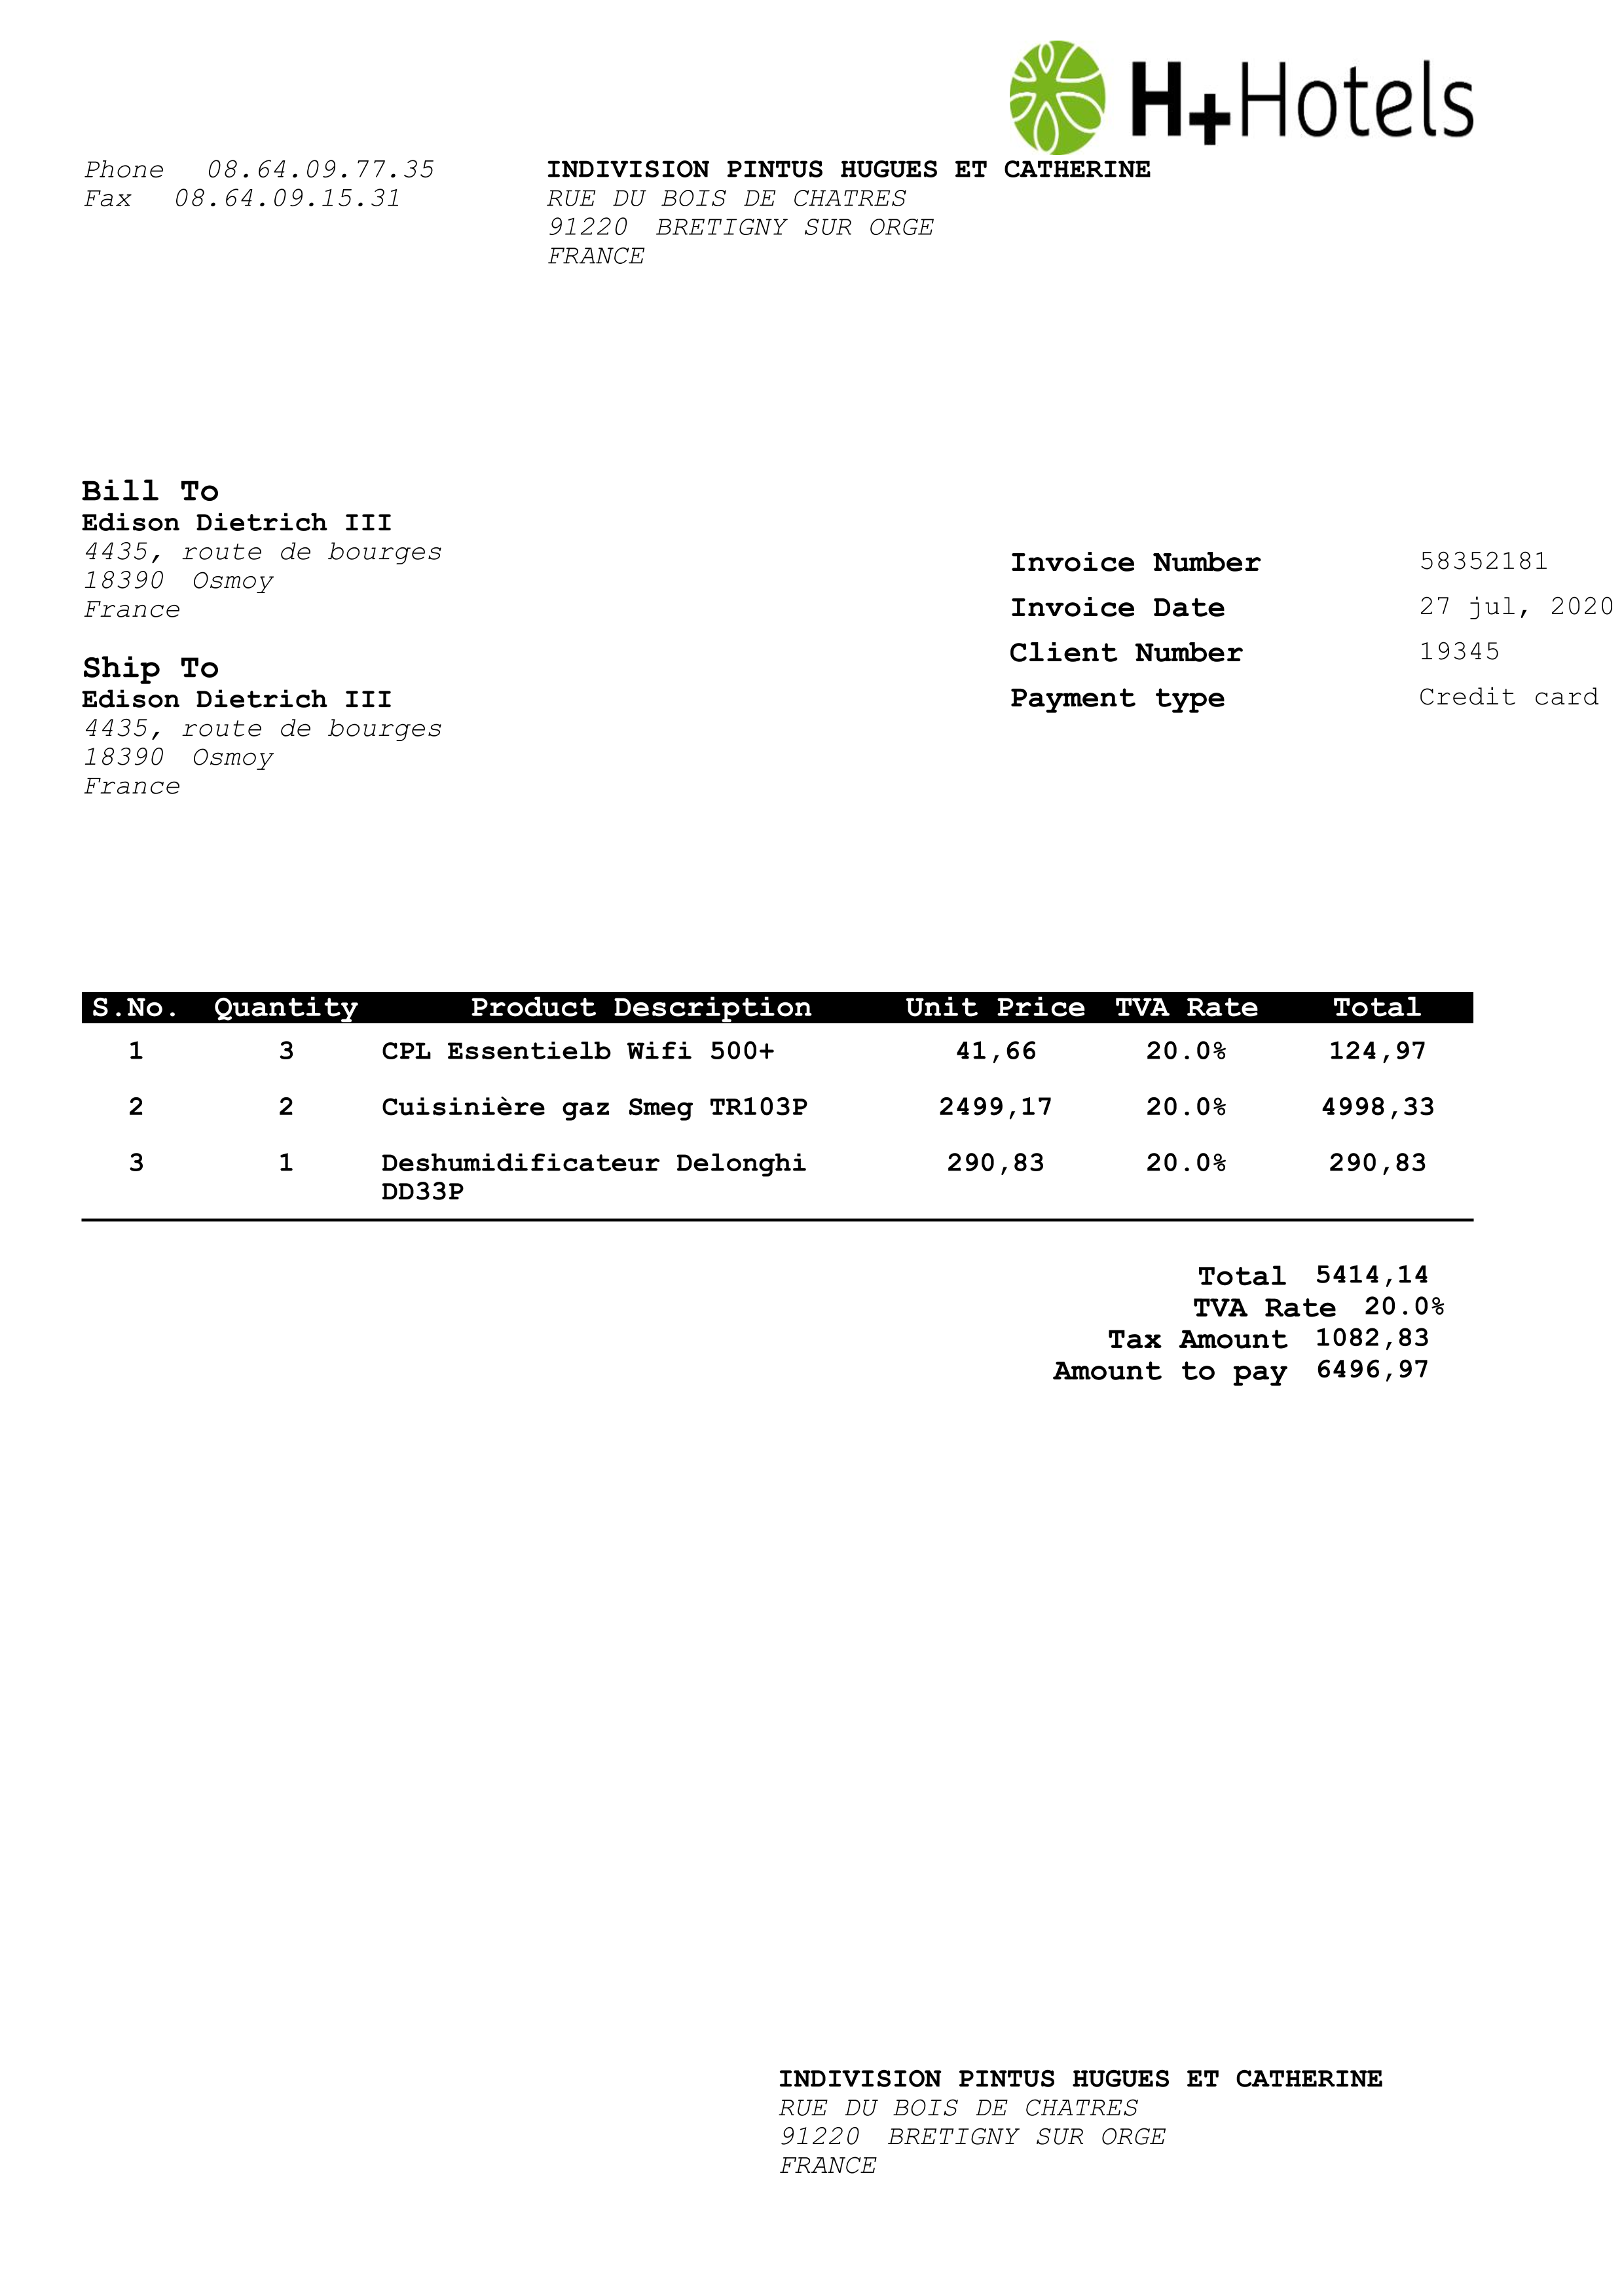 H+Hotels
Phone 08.64.09.77.35
Fax 08.64.09.15.31
INDIVISION PINTUS HUGUES ET CATHERINE
RUE DU BOIS DE CHATRES
91220 BRETIGNY SUR ORGE
FRANCE
Bill To
Edison Dietrich III
4435, route de bourges
18390 Osmoy
France
Ship To
Edison Dietrich III
4435, route de bourges
18390 Osmoy
France
Invoice Number 58352181
Invoice Date 27 jul, 2020
Client Number 19345
Payment type Credit card
S.No. Quantity Product Description Unit Price TVA Rate Total
1 3 CPL Essentielb Wifi 500+ 41,66 20.0% 124,97
2 2 Cuisinière gaz Smeg TR103P 2499,17 20.0% 4998,33
3 1 Deshumidificateur Delonghi 290,83 20.0% 290,83
DD33P
Total 5414,14
TVA Rate 20.0%
Tax Amount 1082,83
Amount to pay 6496,97
INDIVISION PINTUS HUGUES ET CATHERINE
RUE DU BOIS DE CHATRES
91220 BRETIGNY SUR ORGE
FRANCE